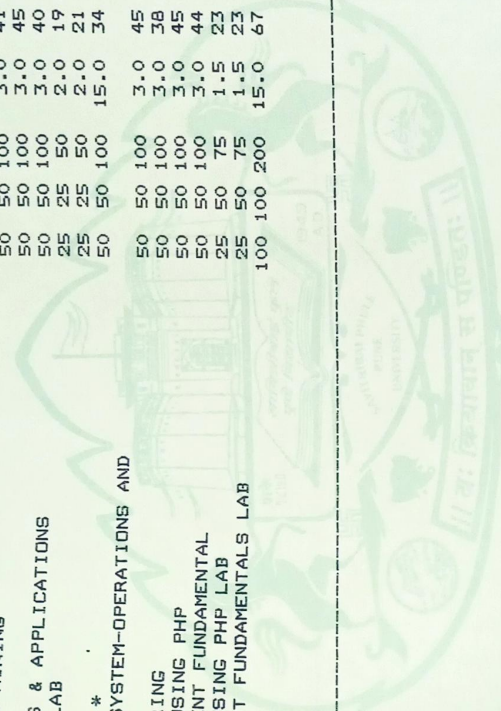 50 50 100 3.0 41
50 50 100 3.0 45
& APPLICATIONS 50 50 100 3.0 40
LAB 25 25 50 2.0 19
25 25 50 2.0 21
* 50 50 100 15.0 34
SYSTEM-OPERATIONS AND
50 50 100 3.0 45
ING 50 50 100 3.0 38
SING PHP 50 50 100 3.0 45
NT FUNDAMENTAL 50 50 100 3.0 44
SING PHP LAB 25 50 75 1.5 23
T FUNDAMENTALS LAB 25 50 75 1.5 23
100 100 200 15.0 67